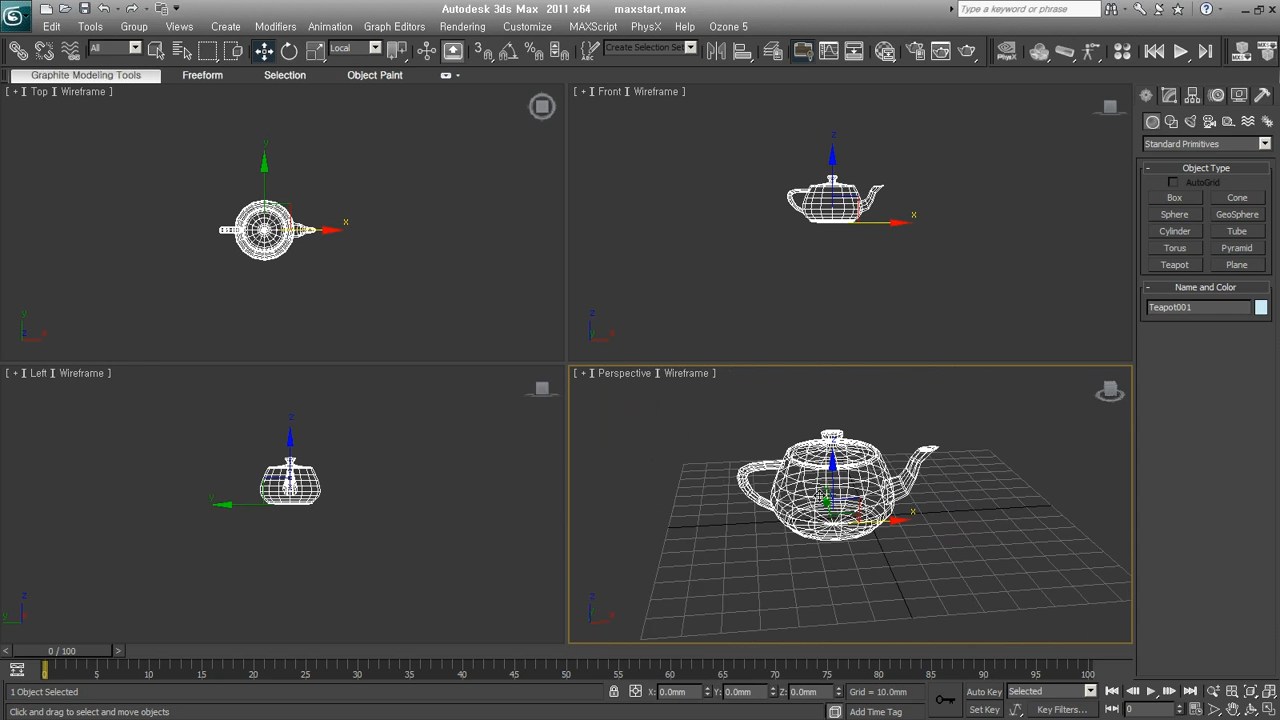 Autodesk 3ds Max 2011 x64 maxstart.max
Type a keyword or phrase
Edit Tools Group Views Create Modifiers Animation Graph Editors Rendering Customize MAXScript PhysX Help Ozone 5
All Local Create Selection Set
Graphite Modeling Tools Freeform Selection Object Paint
[ + ] Top ] Wireframe ]
[ + ] Front ] Wireframe ]
Standard Primitives
- Object Type
AutoGrid
Box Cone
Sphere GeoSphere
Cylinder Tube
Torus Pyramid
Teapot Plane
- Name and Color
Teapot001
y
x
z
x
y
z x
z
x
[ + ] Left ] Wireframe ]
[ + ] Perspective ] Wireframe ]
z
y
z
x
z
y
z
x
< 0 / 100 >
0 5 10 15 20 25 30 35 40 45 50 55 60 65 70 75 80 85 90 95 100
1 Object Selected X: 0.0mm Y: 0.0mm Z: 0.0mm Grid = 10.0mm Auto Key Selected
Click and drag to select and move objects Add Time Tag Set Key Key Filters... 0